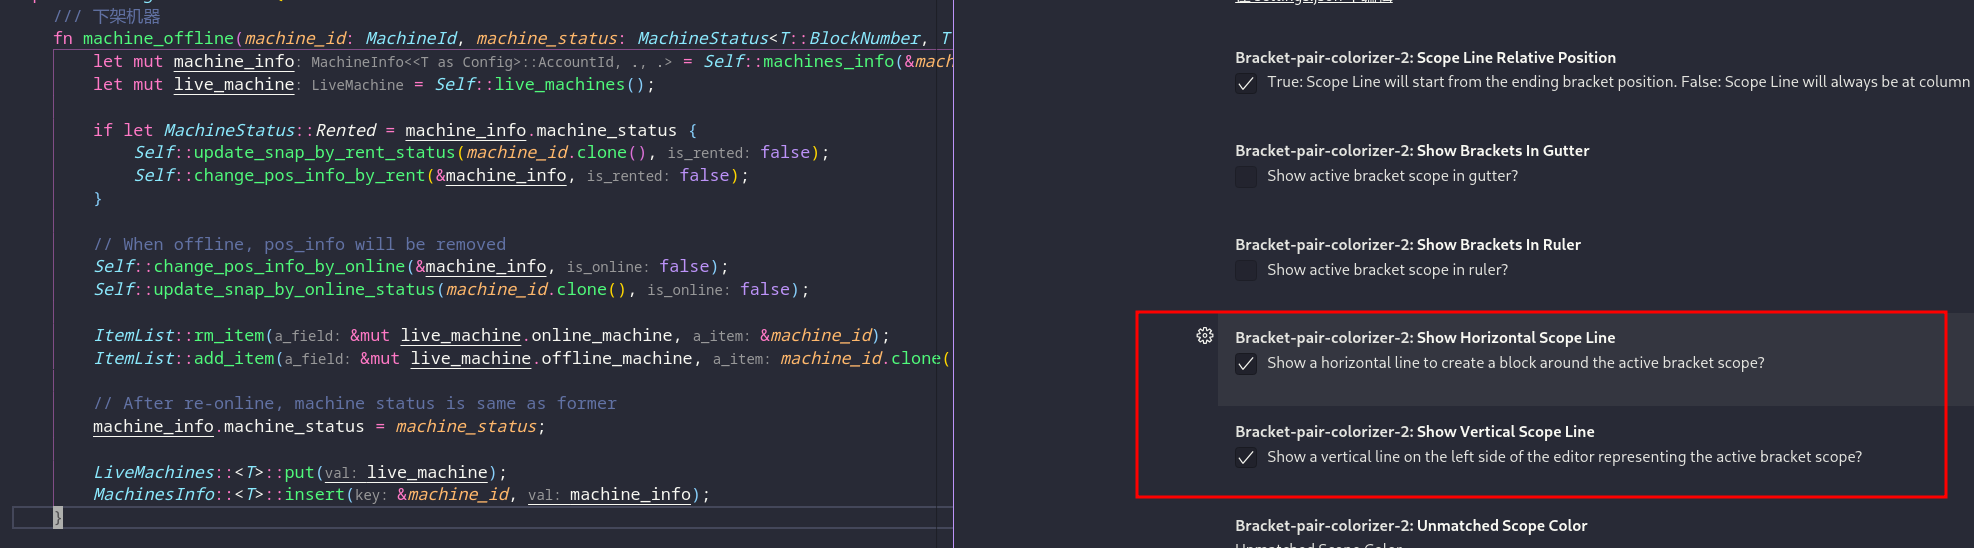 /// 下架机器
fn machine_offline(machine_id: MachineId, machine_status: MachineStatus<T::BlockNumber, T
let mut machine_info: MachineInfo<<T as Config>::AccountId, ., .> = Self::machines_info(&mach
let mut live_machine: LiveMachine = Self::live_machines();
if let MachineStatus::Rented = machine_info.machine_status {
Self::update_snap_by_rent_status(machine_id.clone(), is_rented: false);
Self::change_pos_info_by_rent(&machine_info, is_rented: false);
}
// When offline, pos_info will be removed
Self::change_pos_info_by_online(&machine_info, is_online: false);
Self::update_snap_by_online_status(machine_id.clone(), is_online: false);
ItemList::rm_item(a_field: &mut live_machine.online_machine, a_item: &machine_id);
ItemList::add_item(a_field: &mut live_machine.offline_machine, a_item: machine_id.clone(
// After re-online, machine status is same as former
machine_info.machine_status = machine_status;
LiveMachines::<T>::put(val: live_machine);
MachinesInfo::<T>::insert(key: &machine_id, val: machine_info);
}
Bracket-pair-colorizer-2: Scope Line Relative Position
True: Scope Line will start from the ending bracket position. False: Scope Line will always be at column
Bracket-pair-colorizer-2: Show Brackets In Gutter
Show active bracket scope in gutter?
Bracket-pair-colorizer-2: Show Brackets In Ruler
Show active bracket scope in ruler?
Bracket-pair-colorizer-2: Show Horizontal Scope Line
Show a horizontal line to create a block around the active bracket scope?
Bracket-pair-colorizer-2: Show Vertical Scope Line
Show a vertical line on the left side of the editor representing the active bracket scope?
Bracket-pair-colorizer-2: Unmatched Scope Color